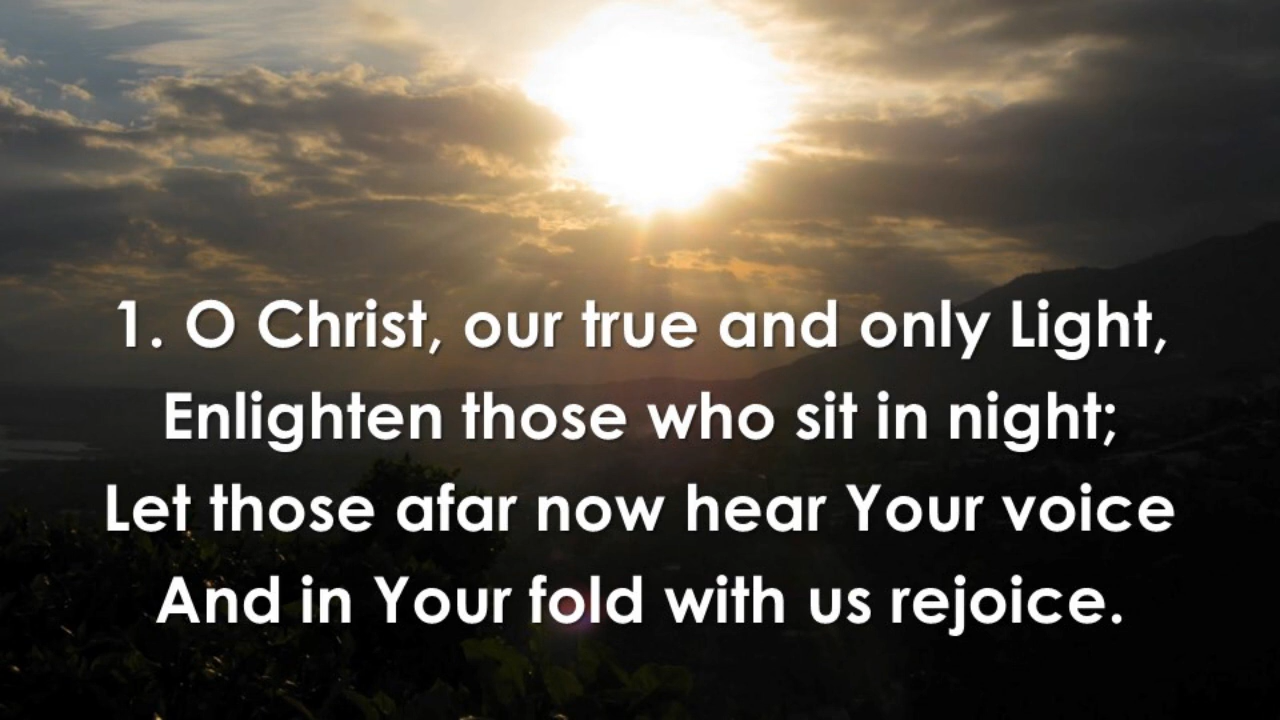 1. O Christ, our true and only Light,
Enlighten those who sit in night;
Let those afar now hear Your voice
And in Your fold with us rejoice.